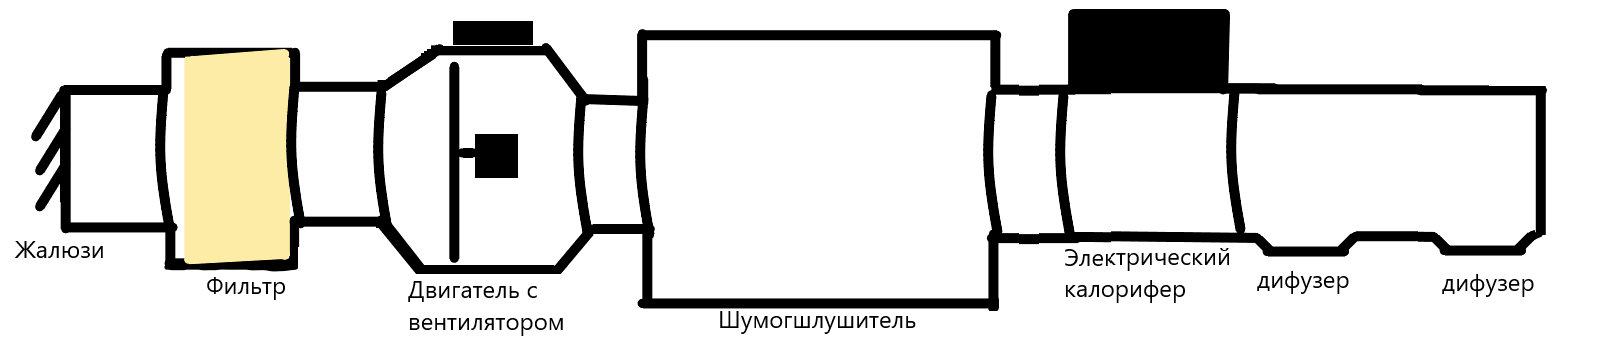 Жалюзи
Фильтр
Двигатель с
вентилятором
Шумогшлушитель
Электрический
калорифер
дифузер
дифузер